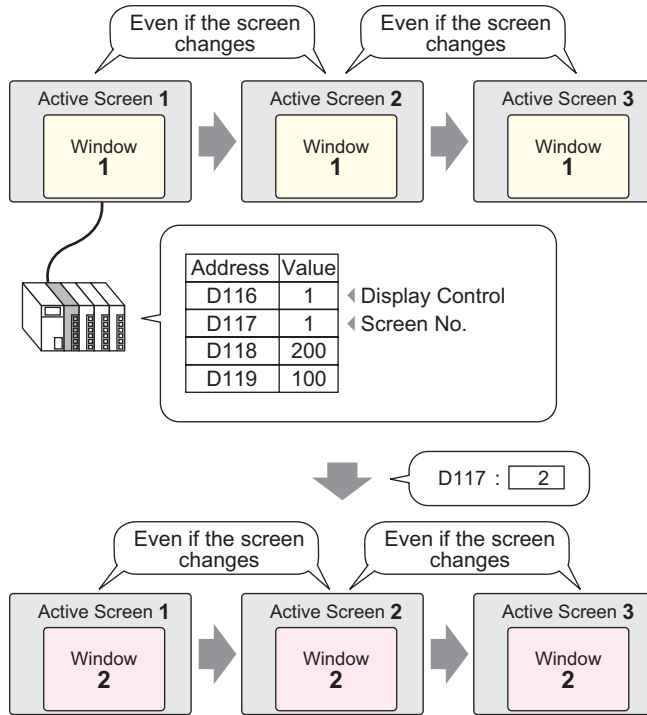 Even if the screen
changes
Even if the screen
changes
Active Screen 1
Active Screen 2
Active Screen 3
Window
1
Window
1
Window
1
Address Value
D116 1 Display Control
D117 1 Screen No.
D118 200
D119 100
D117 : 2
Even if the screen
changes
Even if the screen
changes
Active Screen 1
Active Screen 2
Active Screen 3
Window
2
Window
2
Window
2